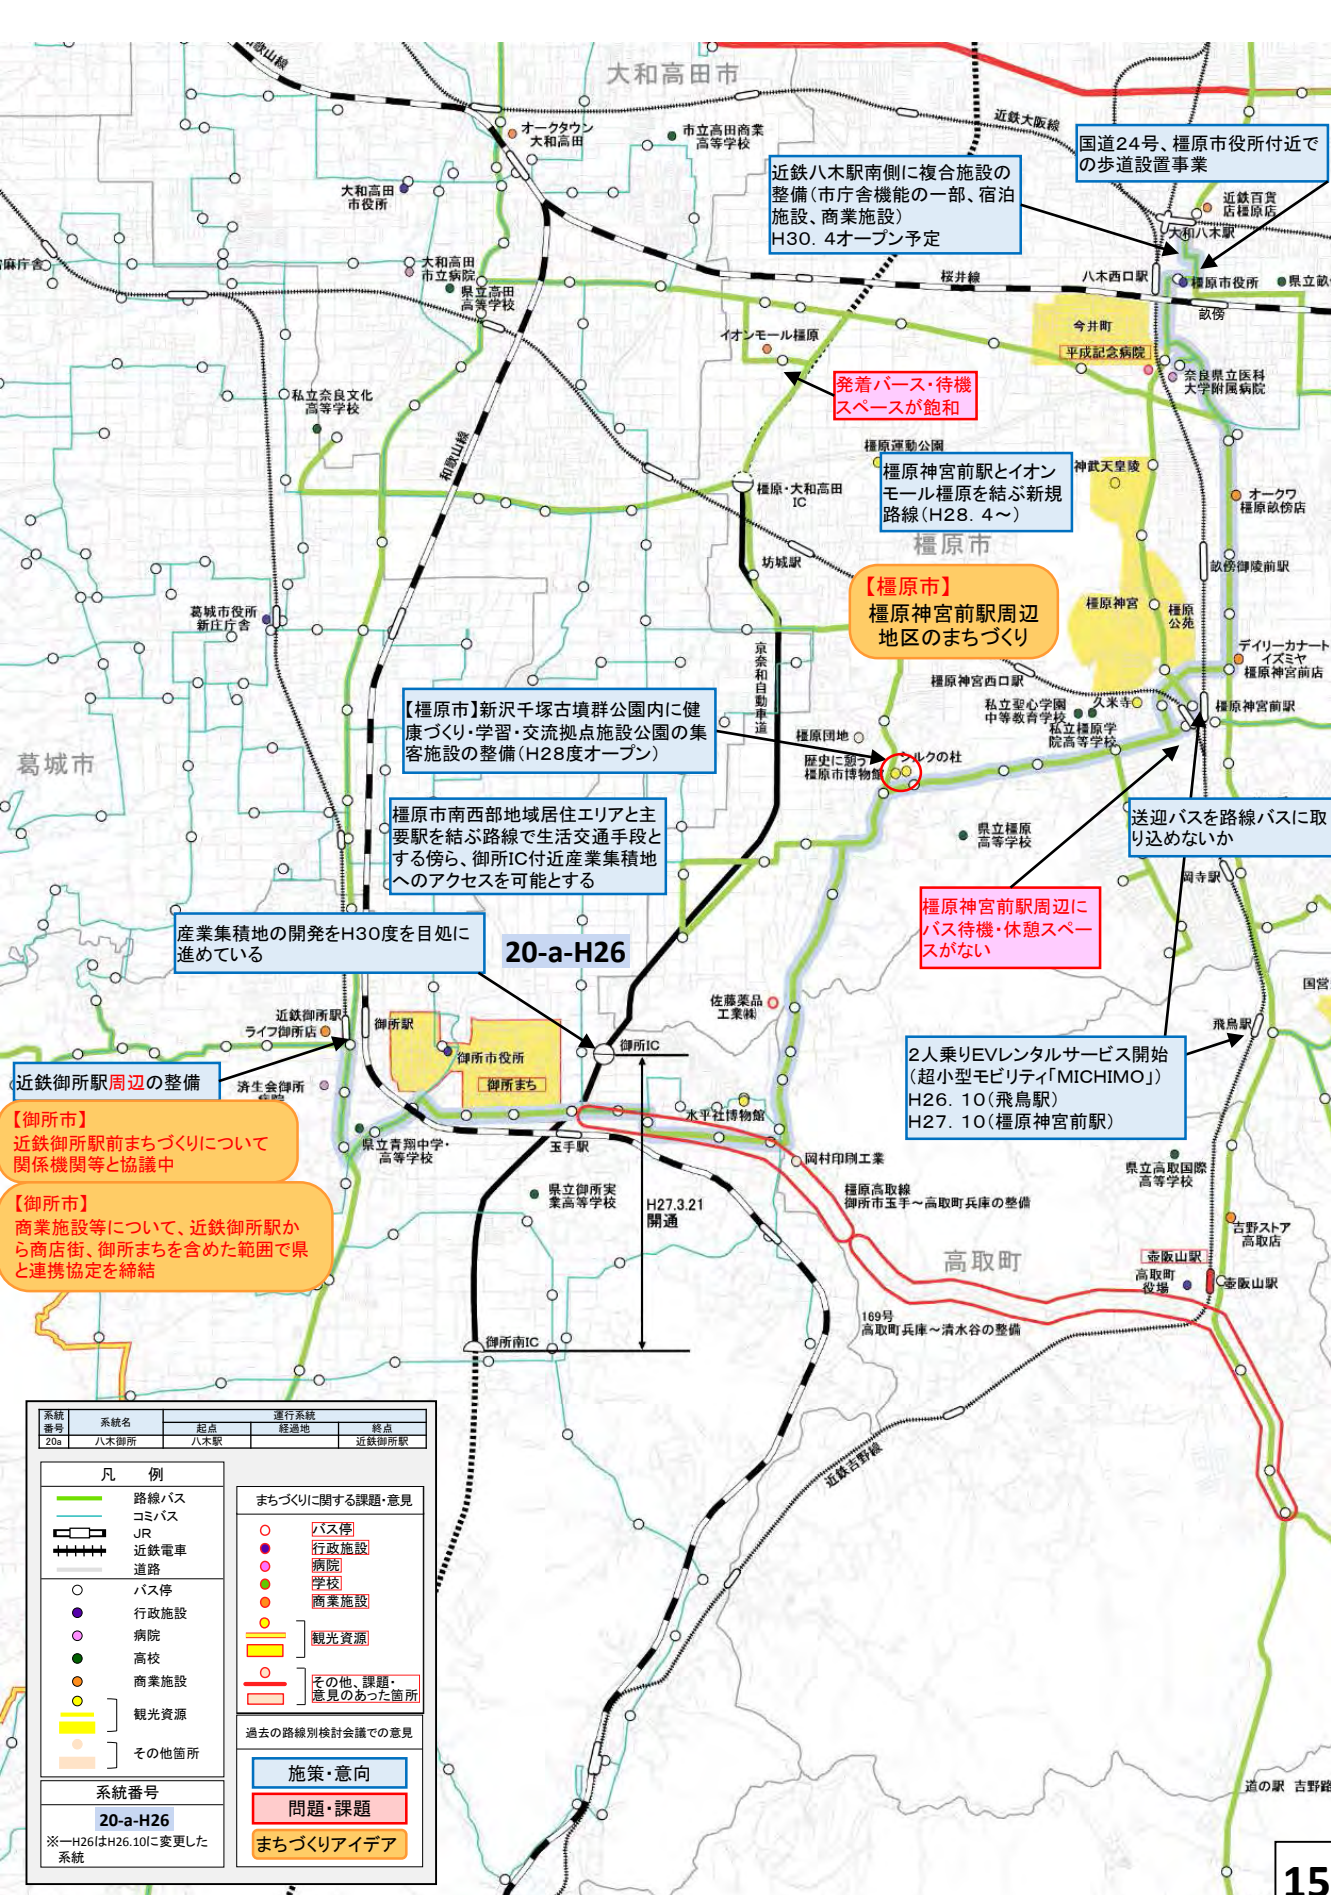 大和高田市
和歌山線
近鉄大阪線
オークタウン
大和高田
市立高田商業
高等学校
国道24号、橿原市役所付近で
の歩道設置事業
近鉄八木駅南側に複合施設の
整備(市庁舎機能の一部、宿泊
施設、商業施設)
H30. 4オープン予定
大和高田
市役所
近鉄百貨
店橿原店
大和八木駅
麻庁舎
大和高田
市立病院
県立高田
高等学校
桜井線
八木西口駅
橿原市役所
県立畝
畝傍
今井町
平成記念病院
イオンモール橿原
奈良県立医科
大学附属病院
発着バース・待機
スペースが飽和
私立奈良文化
高等学校
和歌山線
橿原運動公園
橿原神宮前駅とイオン
モール橿原を結ぶ新規
路線(H28. 4～)
神武天皇陵
橿原・大和高田
IC
オークワ
橿原畝傍店
橿原市
坊城駅
畝傍御陵前駅
【橿原市】
橿原神宮前駅周辺
地区のまちづくり
葛城市役所
新庄庁舎
橿原神宮
橿原
公苑
デイリーカナート
イズミヤ
橿原神宮前店
京奈和自動車道
橿原神宮西口駅
【橿原市】新沢千塚古墳群公園内に健
康づくり・学習・交流拠点施設公園の集
客施設の整備(H28度オープン)
私立聖心学園
中等教育学校
久米寺
橿原神宮前駅
私立橿原学
院高等学校
橿原団地
葛城市
歴史に憩う
橿原市博物館
シルクの杜
橿原市南西部地域居住エリアと主
要駅を結ぶ路線で生活交通手段と
する傍ら、御所IC付近産業集積地
へのアクセスを可能とする
送迎バスを路線バスに取
り込めないか
県立橿原
高等学校
岡寺駅
橿原神宮前駅周辺に
バス待機・休憩スペー
スがない
産業集積地の開発をH30度を目処に
進めている
20-a-H26
国営
佐藤薬品
工業㈱
近鉄御所駅
ライフ御所店
御所駅
飛鳥駅
御所市役所
御所IC
2人乗りEVレンタルサービス開始
(超小型モビリティ「MICHIMO」)
H26. 10(飛鳥駅)
H27. 10(橿原神宮前駅)
近鉄御所駅周辺の整備
済生会御所
病院
御所まち
水平社博物館
【御所市】
近鉄御所駅前まちづくりについて
関係機関等と協議中
県立青翔中学・
高等学校
玉手駅
岡村印刷工業
県立高取国際
高等学校
【御所市】
商業施設等について、近鉄御所駅か
ら商店街、御所まちを含めた範囲で県
と連携協定を締結
県立御所実
業高等学校
H27.3.21
開通
橿原高取線
御所市玉手～高取町兵庫の整備
吉野ストア
高取店
高取町
壺阪山駅
高取町
役場
壺阪山駅
169号
高取町兵庫～清水谷の整備
御所南IC
近鉄吉野線
系統
番号
系統名
運行系統
起点
経過地
終点
20a
八木御所
八木駅
近鉄御所駅
凡 例
路線バス
コミバス
JR
近鉄電車
道路
バス停
行政施設
病院
高校
商業施設
観光資源
その他箇所
系統番号
20-a-H26
※ーH26はH26.10に変更した
系統
まちづくりに関する課題・意見
バス停
行政施設
病院
学校
商業施設
観光資源
その他、課題・
意見のあった箇所
過去の路線別検討会議での意見
施策・意向
問題・課題
まちづくりアイデア
道の駅 吉野路
15